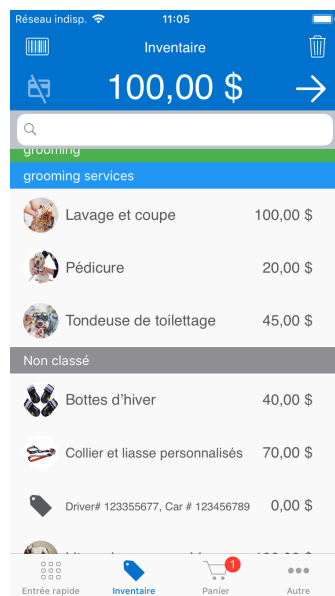 Réseau indisp. 11:05
Inventaire
100,00 $
grooming
grooming services
Lavage et coupe 100,00 $
Pédicure 20,00 $
Tondeuse de toilettage 45,00 $
Non classé
Bottes d'hiver 40,00 $
Collier et liasse personnalisés 70,00 $
Driver# 123355677, Car # 123456789 0,00 $
1
Entrée rapide Inventaire Panier Autre